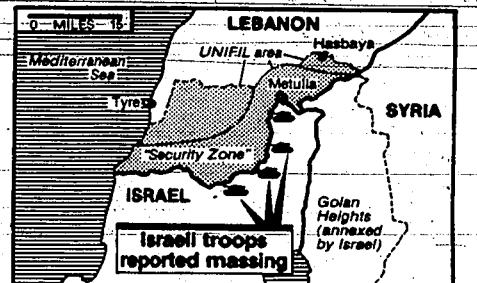 0 MILES 15
LEBANON
UNIFIL area
Hasbaya
Mediterranean
Sea
Metulla
Tyre
SYRIA
"Security Zone"
ISRAEL
Golan
Heights
(annexed
by Israel)
Israeli troops
reported massing